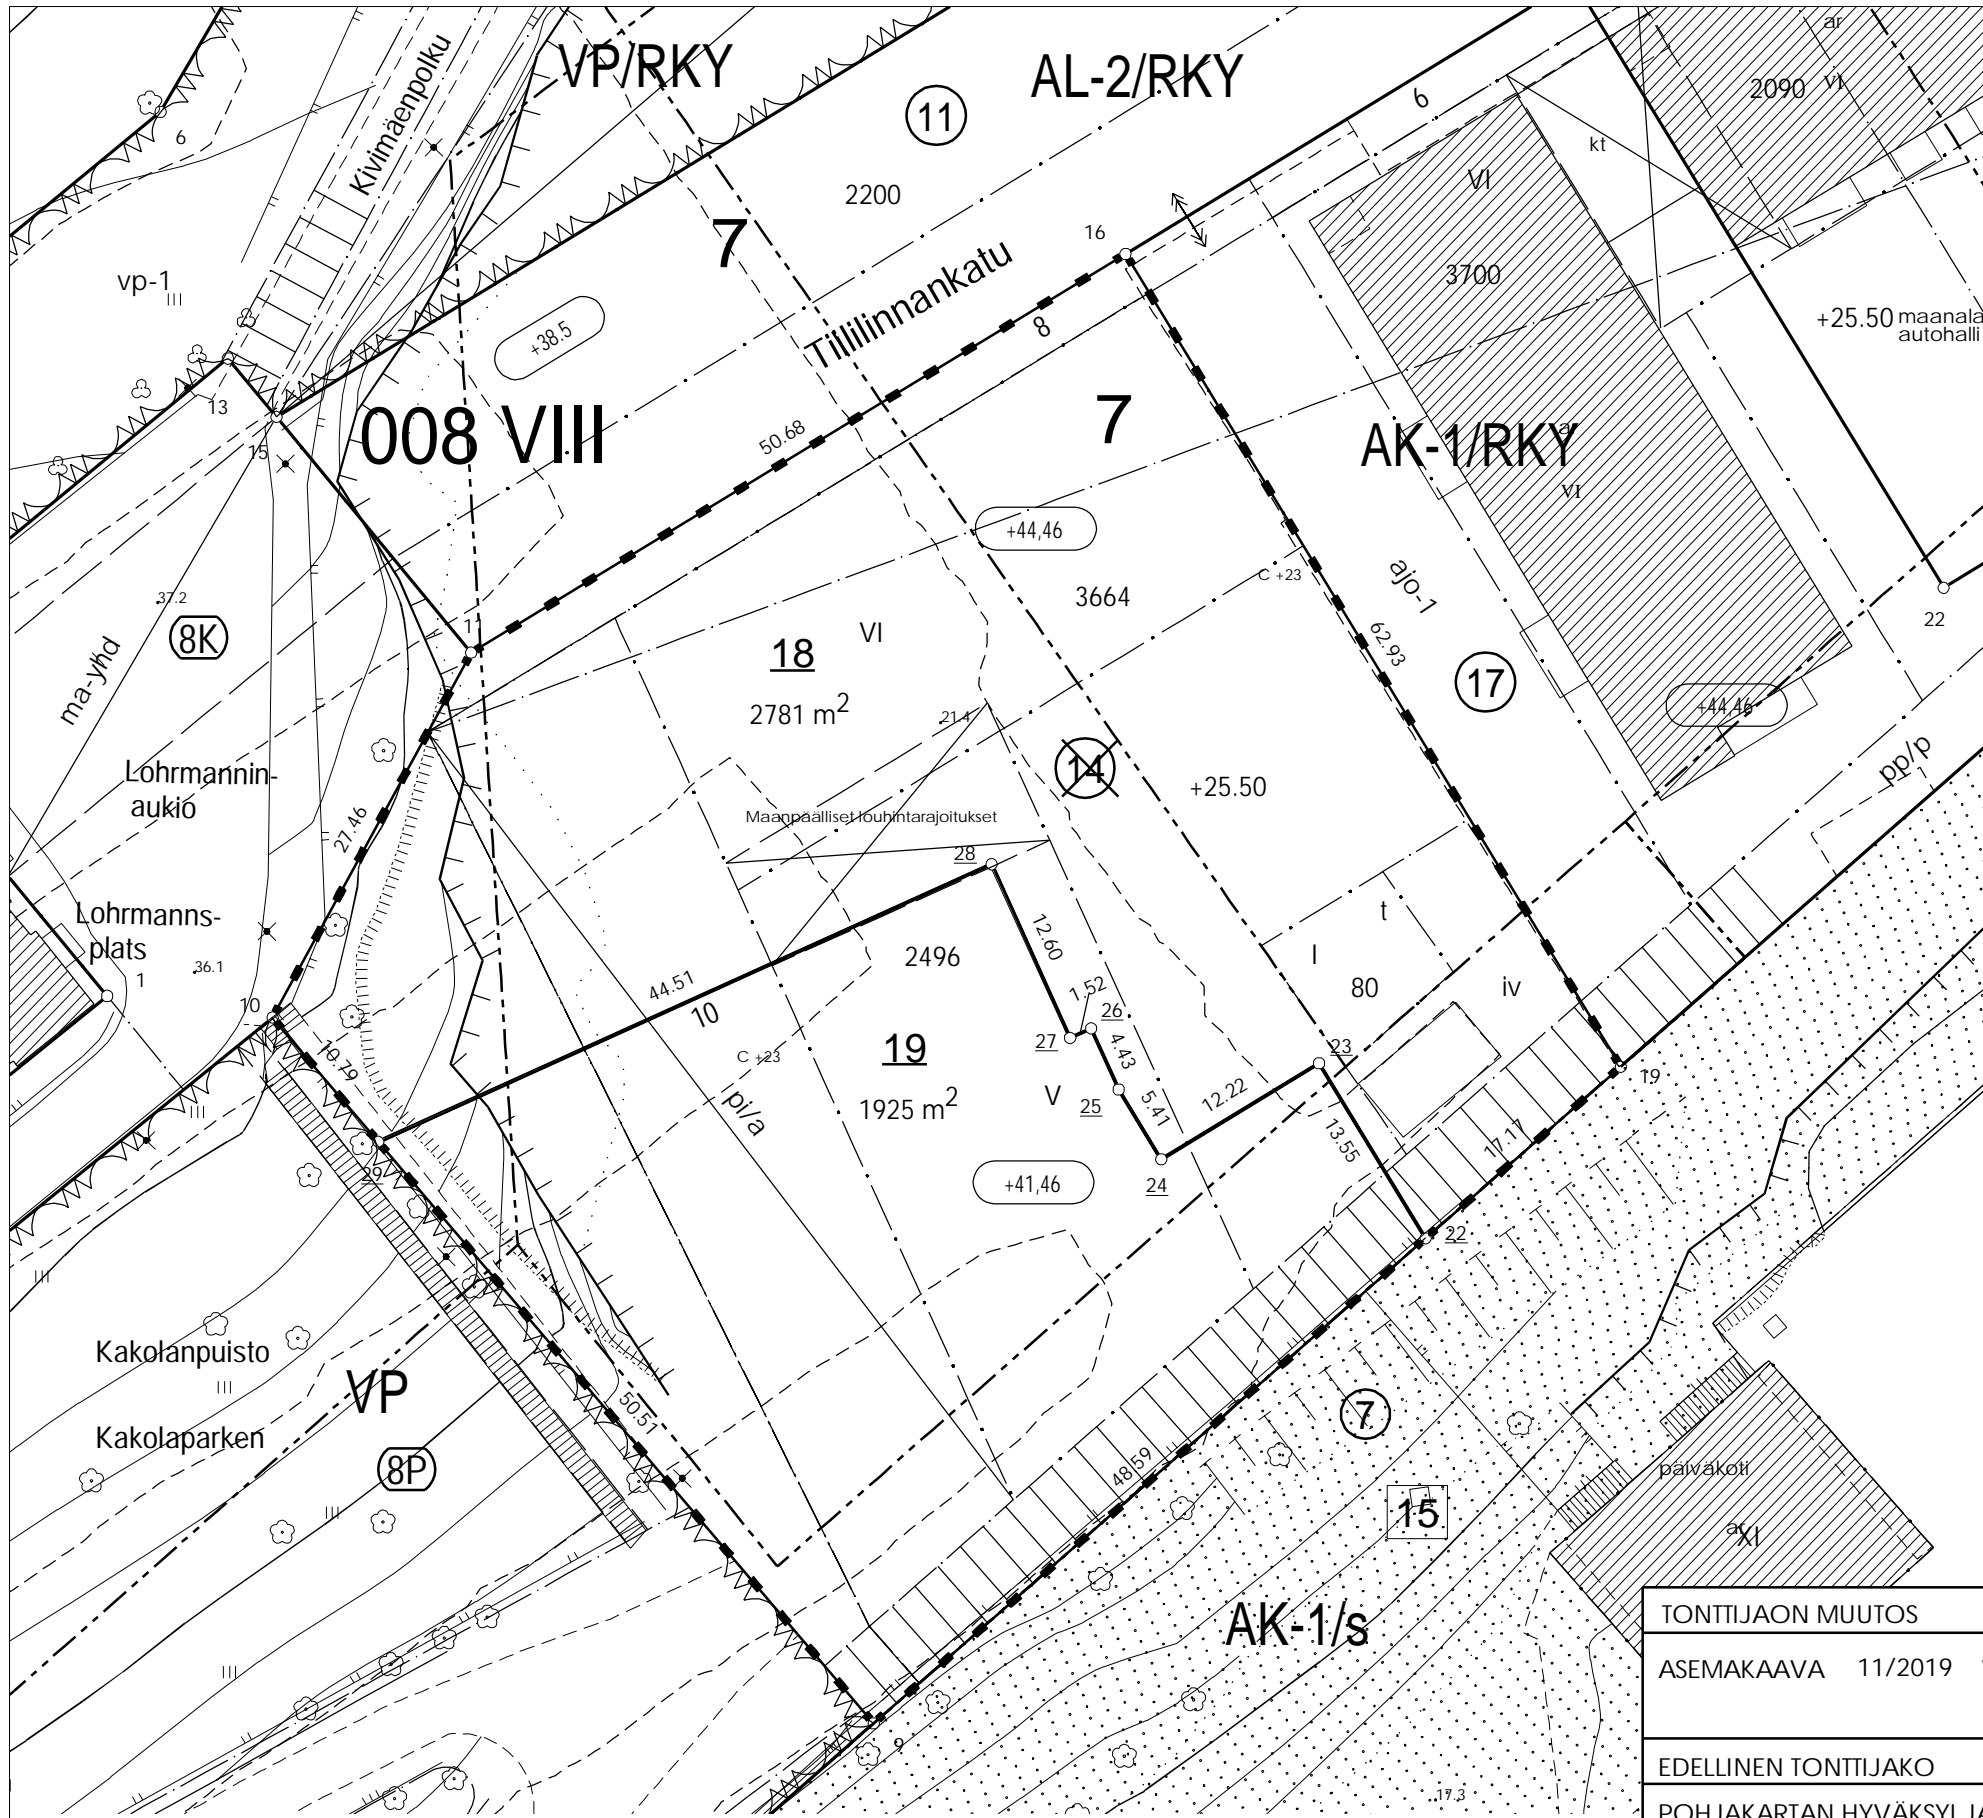 VP/RKY
AL-2/RKY
ar
2090
VI
11
6
Kivimäenpolku
6
kt
2200
VI
7
16
Tiililinnankatu
3700
vp-1
+25.50
maanala
autohalli
+38.5
8
13
15
008 VIII
50.68
7
AK-1/RKY
a
VI
+44,46
C +23
ajo-1
3664
37.2
8K
22
ma-yhd
VI
18
62.93
2781 m2
17
+44,46
21.4
14
Lohrmannin-
aukio
+25.50
pp/p
27.46
Maanpäälliset louhintarajoitukset
28
Lohrmanns-
plats
t
12.60
2496
I
36.1
1
44.51
80
iv
10
10
1.52
26
27
19
4.43
23
10.79
C +23
19
1925 m2
V
25
5.41
12.22
pi/a
13.55
17.17
29
+41,46
24
22
Kakolanpuisto
VP
50.51
Kakolaparken
7
8P
48.59
päiväkoti
15
a
XI
AK-1/s
TONTTIJAON MUUTOS
ASEMAKAAVA 11/2019
9
EDELLINEN TONTTIJAKO
17.3